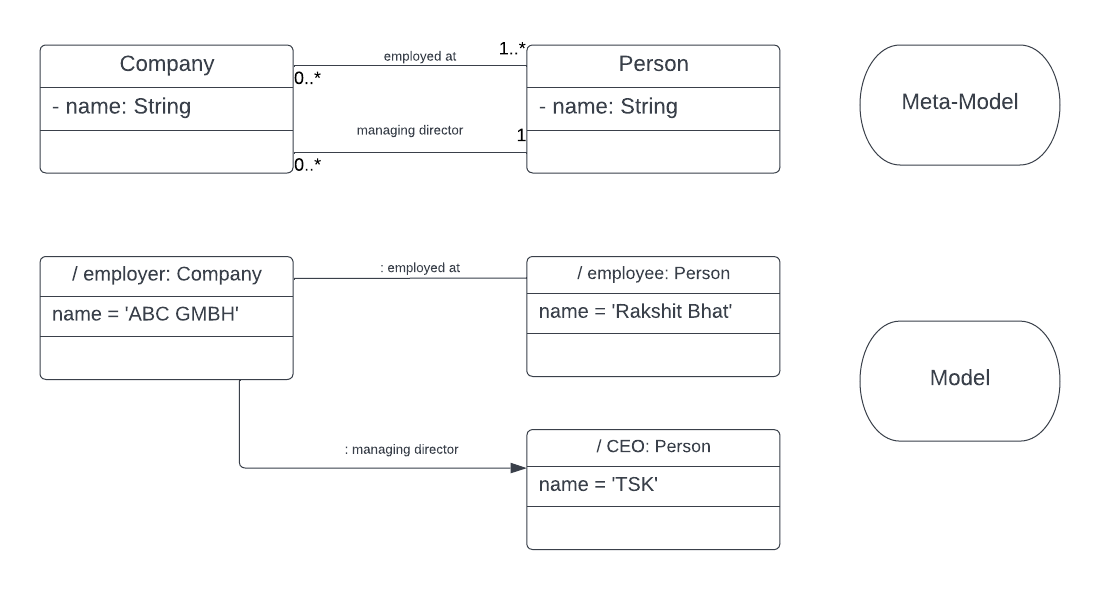 Company
- name: String
employed at
1..*
0..*
managing director
1
0..*
Person
- name: String
Meta-Model
/ employer: Company
name = 'ABC GMBH'
: employed at
/ employee: Person
name = 'Rakshit Bhat'
Model
: managing director
/ CEO: Person
name = 'TSK'